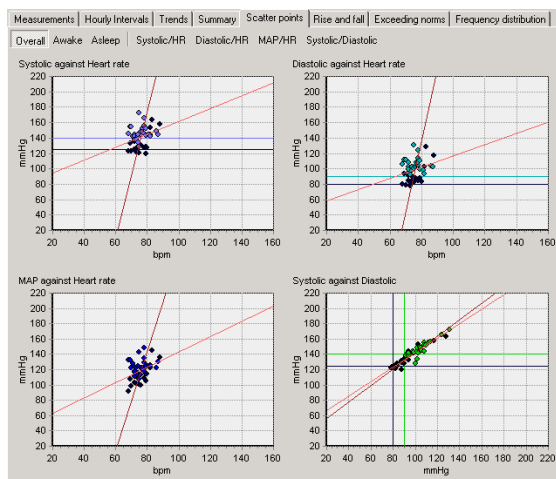 Measurements Hourly Intervals Trends Summary Scatter points Rise and fall Exceeding norms Frequency distribution
Overall Awake Asleep Systolic/HR Diastolic/HR MAP/HR Systolic/Diastolic
Systolic against Heart rate
220
200
180
160
140
120
100
80
60
40
20
mmHg
20 40 60 80 100 120 140 160
bpm
Diastolic against Heart rate
220
200
180
160
140
120
100
80
60
40
20
mmHg
20 40 60 80 100 120 140 160
bpm
MAP against Heart rate
220
200
180
160
140
120
100
80
60
40
20
mmHg
20 40 60 80 100 120 140 160
bpm
Systolic against Diastolic
220
200
180
160
140
120
100
80
60
40
20
mmHg
20 40 60 80 100 120 140 160 180 200 220
mmHg